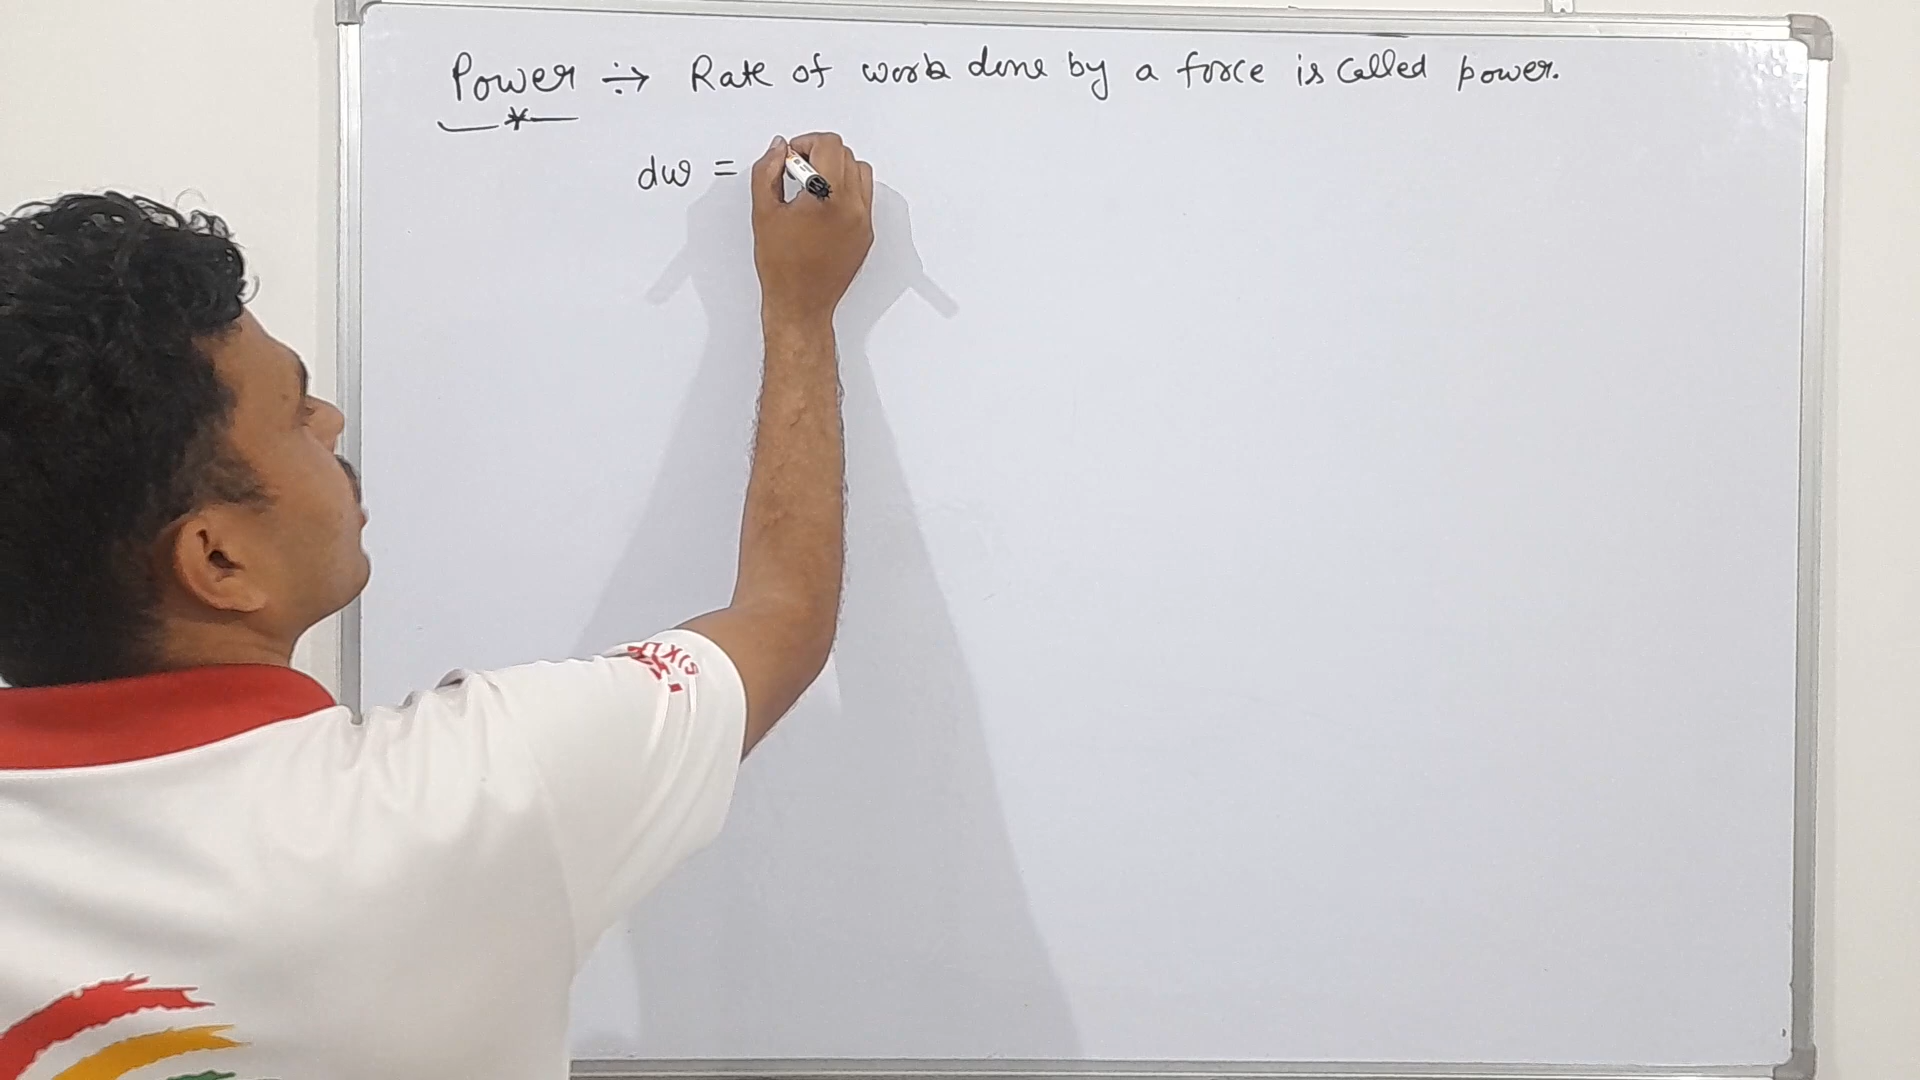 Power ÷→ Rate of work done by a force is called power.
dw =